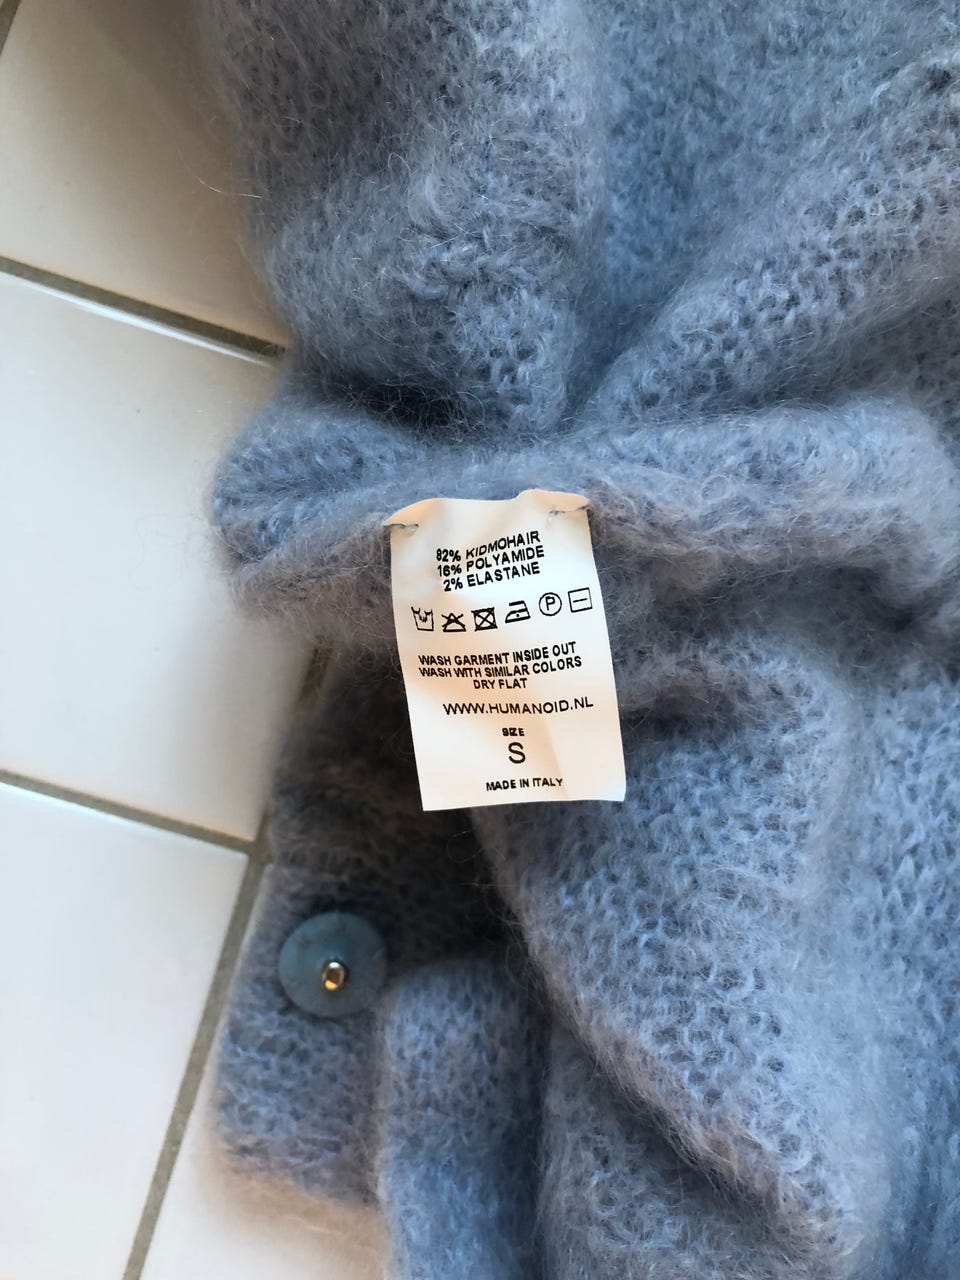 82% KIDMOHAIR
16% POLYAMIDE
2% ELASTANE
P
WASH GARMENT INSIDE OUT
WASH WITH SIMILAR COLORS
DRY FLAT
WWW.HUMANOID.NL
SIZE
S
MADE IN ITALY